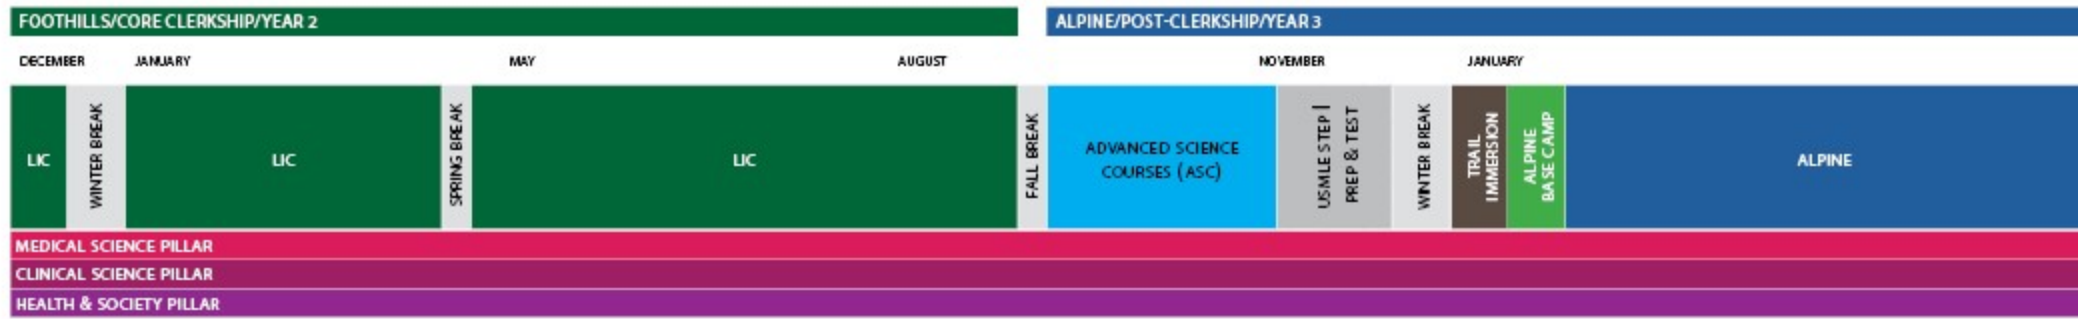 FOOTHILLS/CORE CLERKSHIP/YEAR 2
ALPINE/POST-CLERKSHIP/YEAR 3
DECEMBER
JANUARY
MAY
AUGUST
NOVEMBER
JANUARY
LIC
WINTER BREAK
LIC
SPRING BREAK
LIC
FALL BREAK
ADVANCED SCIENCE
COURSES (ASC)
USMLE STEP |
PREP & TEST
WINTER BREAK
TRAIL
IMMERSION
ALPINE
BASE CAMP
ALPINE
MEDICAL SCIENCE PILLAR
CLINICAL SCIENCE PILLAR
HEALTH & SOCIETY PILLAR